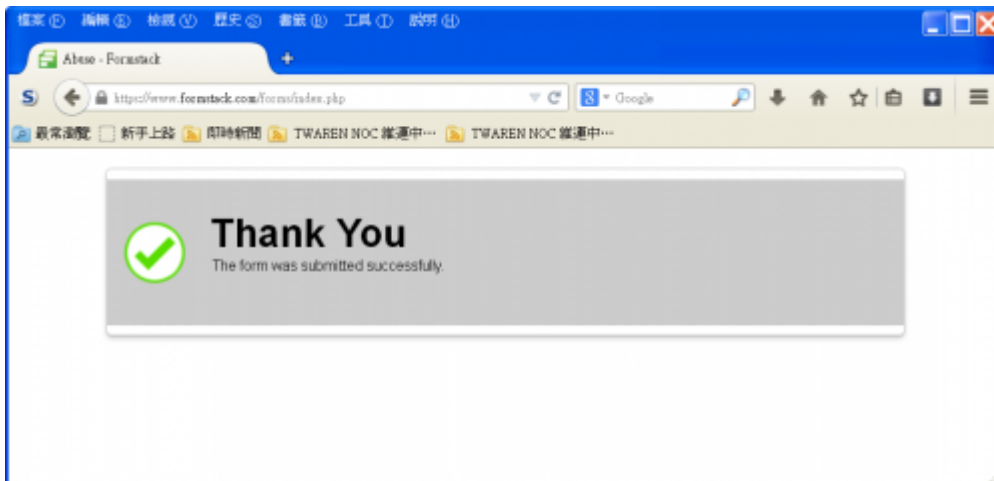 檔案(F) 編輯(E) 檢視(V) 歷史(S) 書籤(B) 工具(T) 說明(H)
Abuse - Formstack
https://www.formstack.com/forms/index.php
Google
最常瀏覽 新手上路 即時新聞 TWAREN NOC 維運中… TWAREN NOC 維運中…
Thank You
The form was submitted successfully.